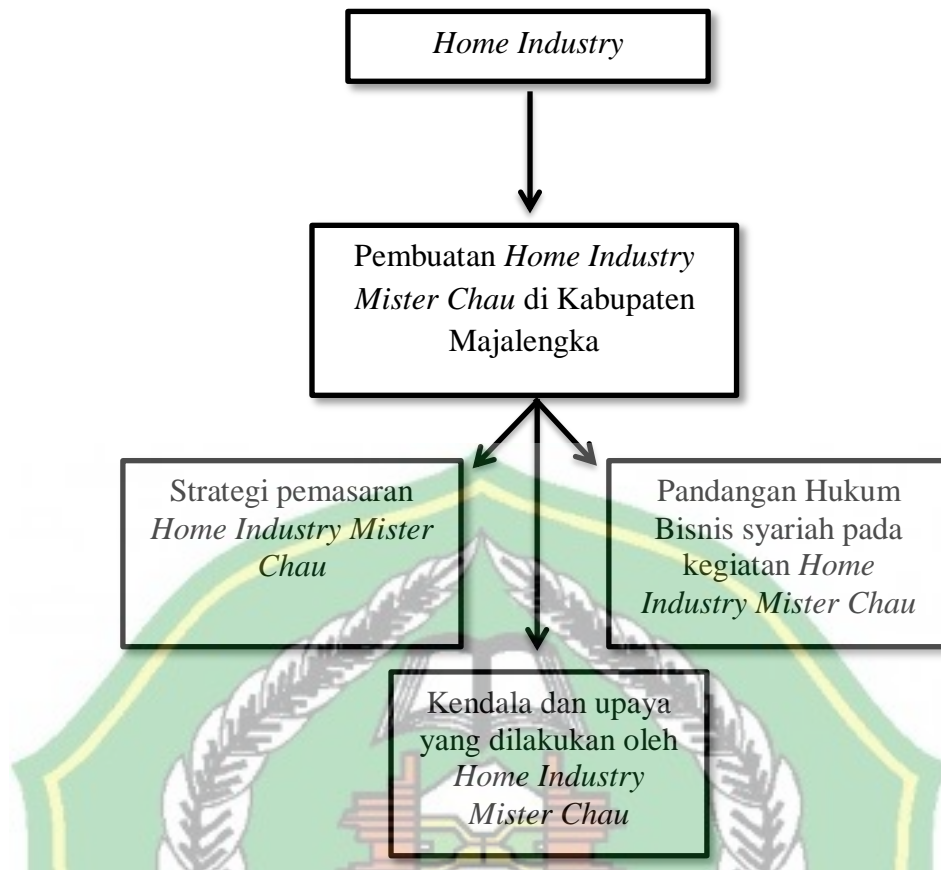 Home Industry
Pembuatan Home Industry
Mister Chau di Kabupaten
Majalengka
Strategi pemasaran
Home Industry Mister
Chau
Pandangan Hukum
Bisnis syariah pada
kegiatan Home
Industry Mister Chau
Kendala dan upaya
yang dilakukan oleh
Home Industry
Mister Chau